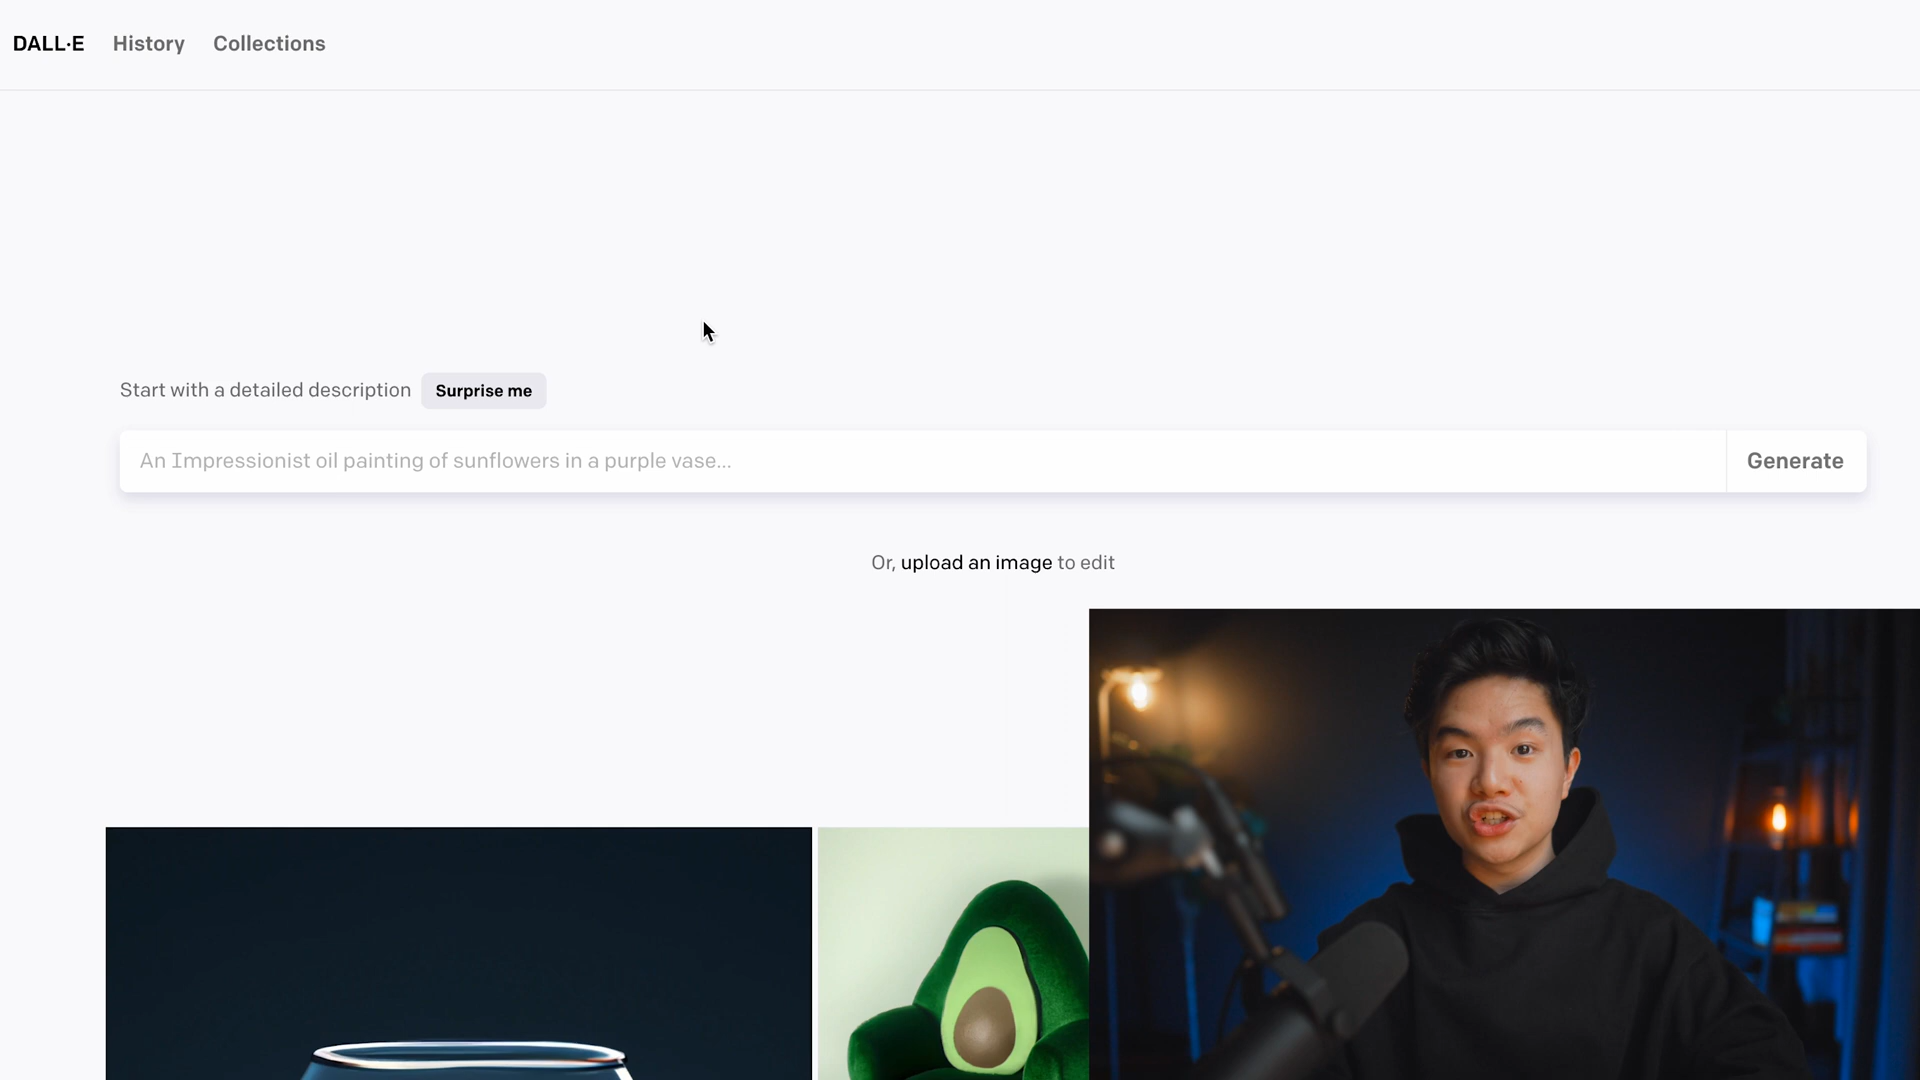 DALL·E History Collections
Start with a detailed description Surprise me
An Impressionist oil painting of sunflowers in a purple vase...
Generate
Or, upload an image to edit